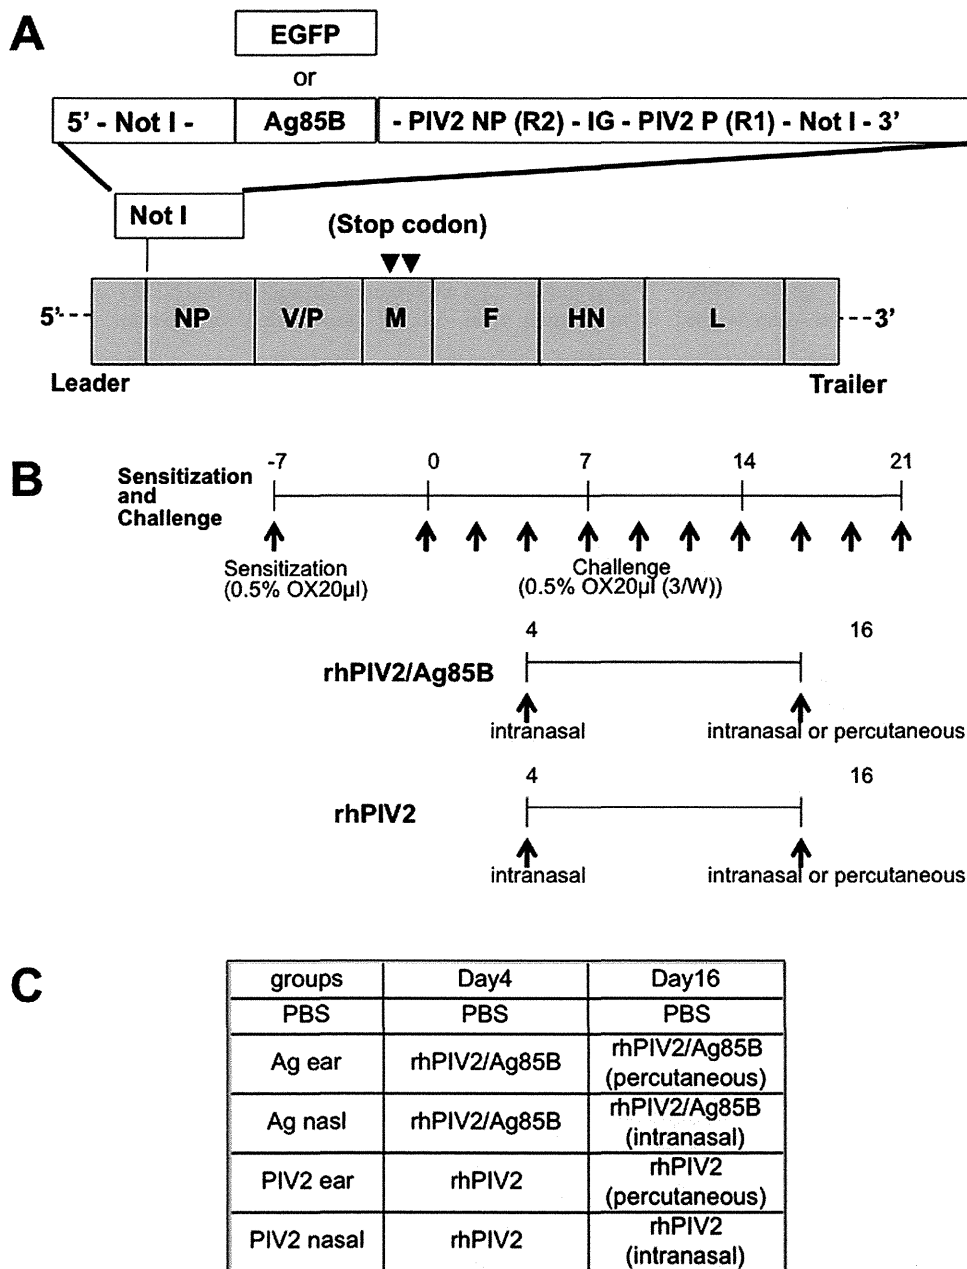 A
EGFP
or
5' - Not I - Ag85B - PIV2 NP (R2) - IG - PIV2 P (R1) - Not I - 3'
Not I
(Stop codon)
5'- NP V/P M F HN L 3'
Leader Trailer
B
-7 0 7 14 21
Sensitization
and
Challenge
Sensitization
(0.5% OX20µl)
Challenge
(0.5% OX20µl (3/W))
4 16
rhPIV2/Ag85B
intranasal intranasal or percutaneous
4 16
rhPIV2
intranasal intranasal or percutaneous
C
groups Day4 Day16
PBS PBS PBS
Ag ear rhPIV2/Ag85B rhPIV2/Ag85B
(percutaneous)
Ag nasl rhPIV2/Ag85B rhPIV2/Ag85B
(intranasal)
PIV2 ear rhPIV2 rhPIV2
(percutaneous)
PIV2 nasal rhPIV2 rhPIV2
(intranasal)